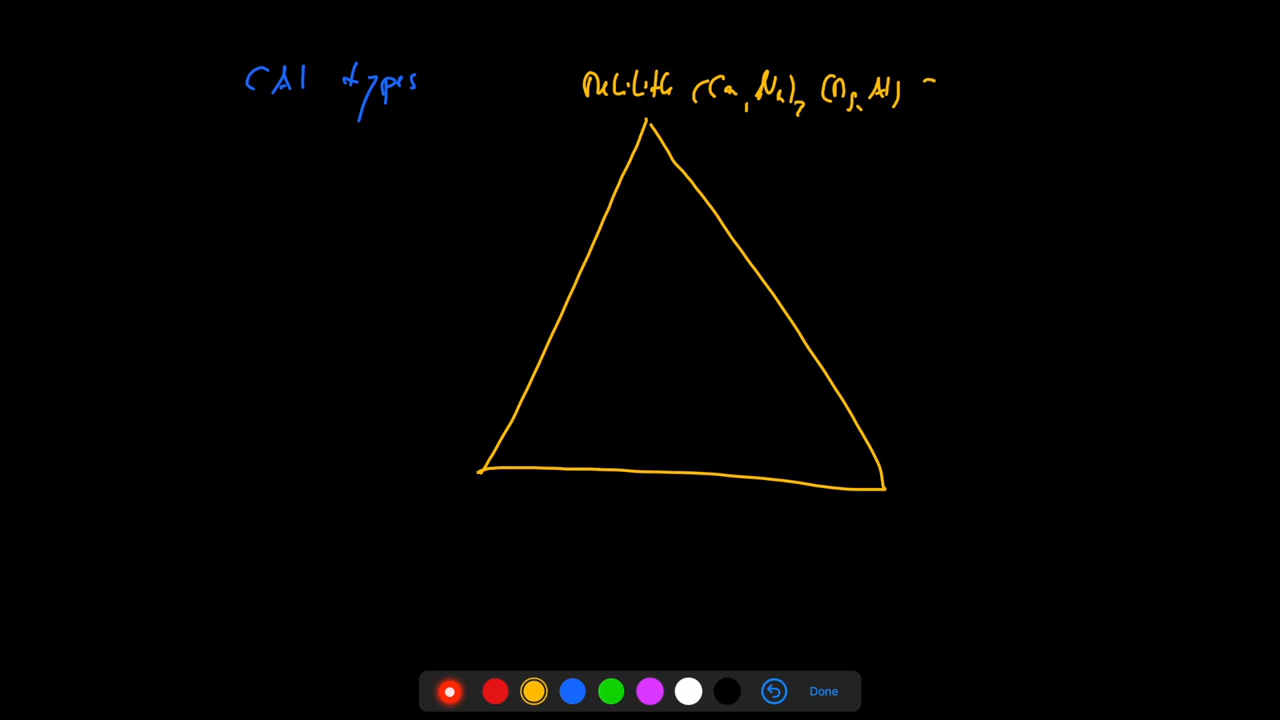 CAI types
Melilite (Ca, Na)₂ (Mg, Al)
Done